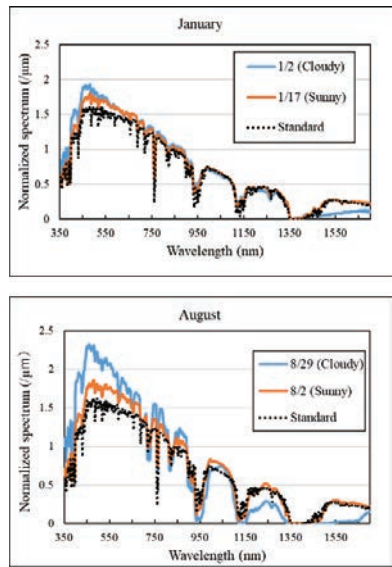 January
Normalized spectrum (/μm)
2.5
2
1.5
1
0.5
0
1/2 (Cloudy)
1/17 (Sunny)
Standard
350 550 750 950 1150 1350 1550
Wavelength (nm)
August
Normalized spectrum (/μm)
2.5
2
1.5
1
0.5
0
8/29 (Cloudy)
8/2 (Sunny)
Standard
350 550 750 950 1150 1350 1550
Wavelength (nm)